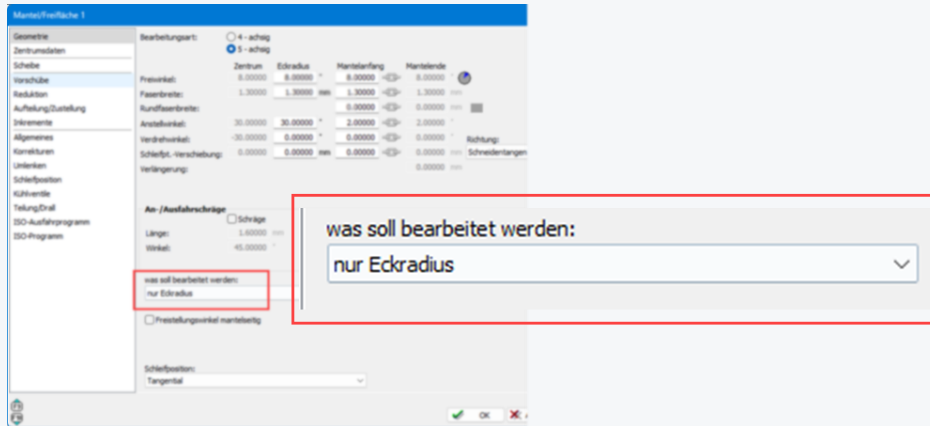 Mantel/Freifläche 1
Geometrie
Zentrumsdaten
Scheibe
Vorschübe
Reduktion
Aufteilung/Zustellung
Inkremente
Allgemeines
Korrekturen
Umlenken
Schleifposition
Kühlventile
Teilung/Drall
ISO-Ausfahrprogramm
ISO-Programm
Bearbeitungsart: 4 - achsig
5 - achsig
Zentrum Eckradius Mantelanfang Mantelende
Freiwinkel: 8.00000 8.00000 ° 8.00000 8.00000 °
Fasenbreite: 1.30000 1.30000 mm 1.30000 1.30000 mm
Rundfasenbreite: 0.00000 0.00000 mm
Anstellwinkel: 30.00000 30.00000 ° 2.00000 2.00000 °
Verdrehwinkel: -30.00000 0.00000 ° 0.00000 0.00000 ° Richtung:
Schleifpt.-Verschiebung: 0.00000 0.00000 mm 0.00000 0.00000 mm Schneidentangen
Verlängerung: 0.00000 mm
An-/Ausfahrschräge
Schräge
Länge: 1.60000 mm
Winkel: 45.00000 °
was soll bearbeitet werden:
nur Eckradius
Freistellungswinkel mantelseitig
Schleifposition:
Tangential
OK
was soll bearbeitet werden:
nur Eckradius